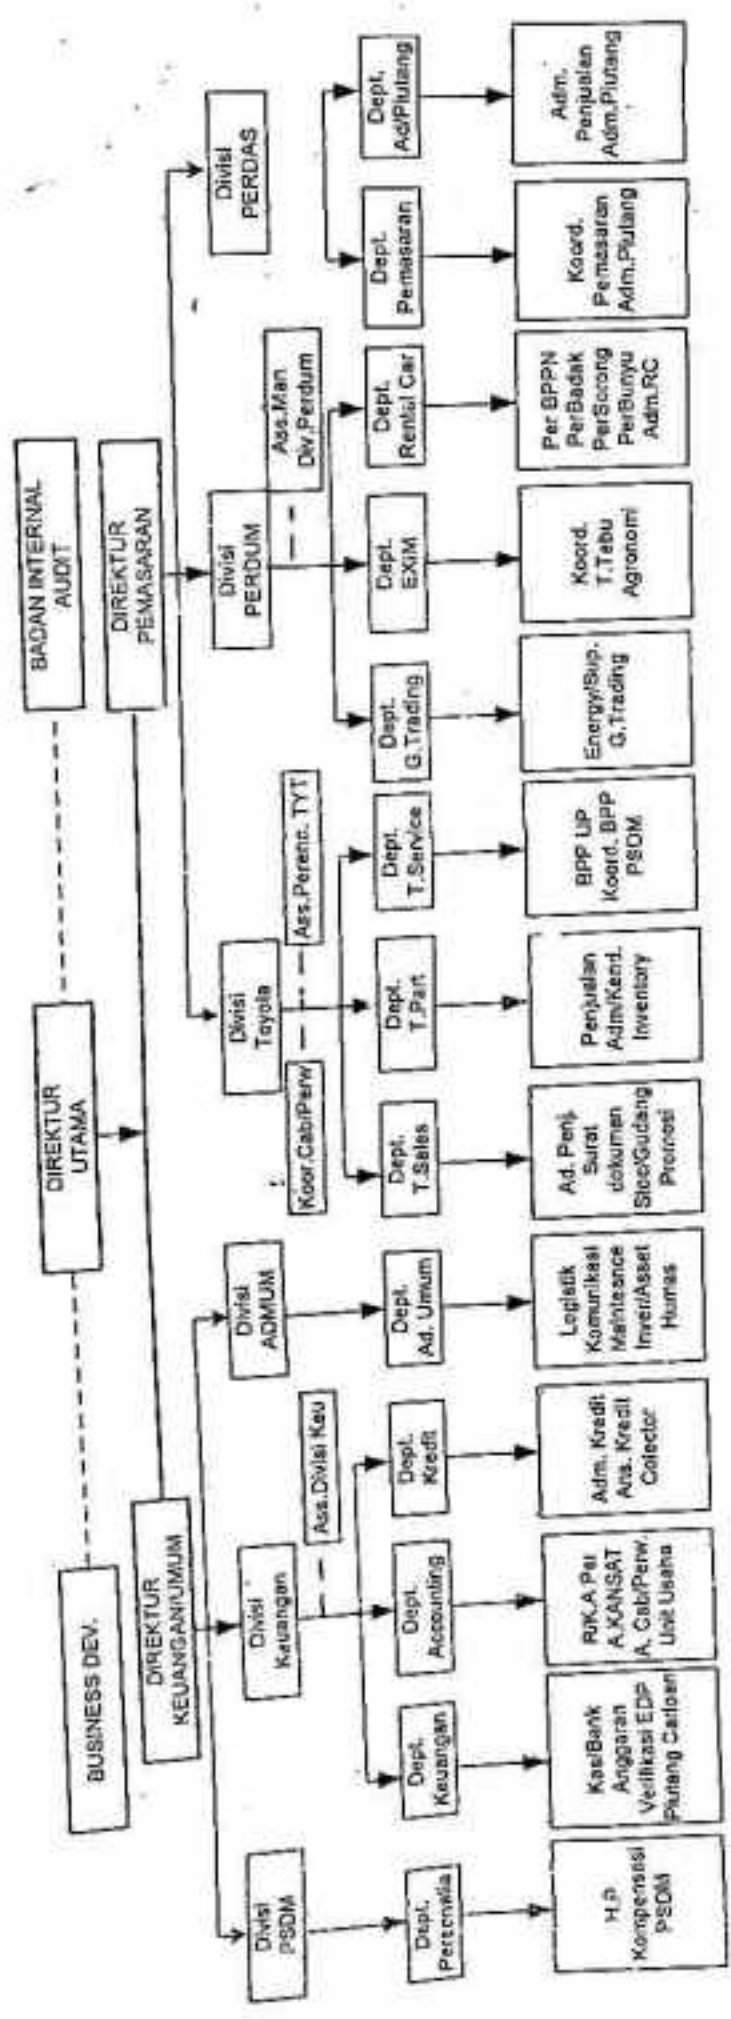 DIREKTUR
UTAMA
BUSINESS DEV.
BADAN INTERNAL
AUDIT
DIREKTUR
KEUANGAN/UMUM
DIREKTUR
PEMASARAN
Divisi
PSDM
Divisi
Keuangan
Divisi
ADMUM
Divisi
Toyota
Divisi
PERDUM
Divisi
PERDAS
Ass.Divisi Keu
Koor.Cab/Perw
Ass.Perenc. TYT
Ass.Man
Div.Perdum
Dept.
Personalia
Dept.
Keuangan
Dept.
Accounting
Dept.
Kredit
Dept.
Ad. Umum
Dept.
T.Sales
Dept.
T.Part
Dept.
T.Service
Dept.
G.Trading
Dept.
EXIM
Dept.
Rental Car
Dept.
Pemasaran
Dept.
Ad/Piutang
H.P
Kompensasi
PSDM
Kas/Bank
Anggaran
Verifikasi EDP
Piutang Carloan
R/K.A Per
A.KANSAT
A. Cab/Perw.
Unit Usaha
Adm. Kredit
Ans. Kredit
Colector
Logistik
Komunikasi
Mainteance
Inver/Asset
Humas
Ad. Penj.
Surat
dokumen
/Gudang
Promosi
Penjualan
Adm/Kend.
Inventory
BPP UP
Koord. BPP
PSDM
Energy/Sup.
G.Trading
Koord.
T.Tebu
Agronomi
Per BPPN
PerBadak
PerSorong
PerBunyu
Adm.RC
Koord.
Pemasaran
Adm.Piutang
Adm.
Penjualan
Adm.Piutang